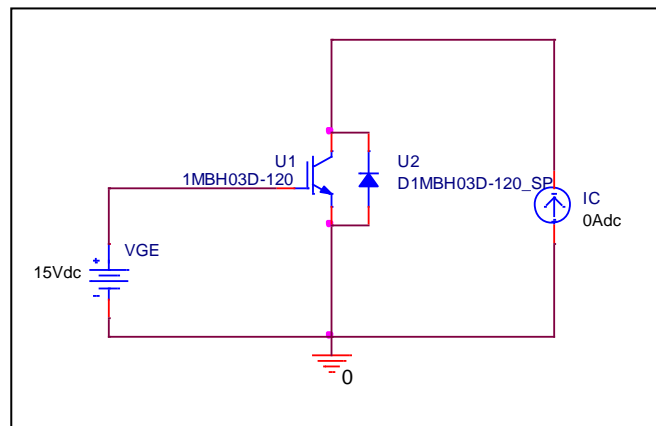 U1
1MBH03D-120
U2
D1MBH03D-120_SP
IC
0Adc
VGE
15Vdc
+
-
-
0